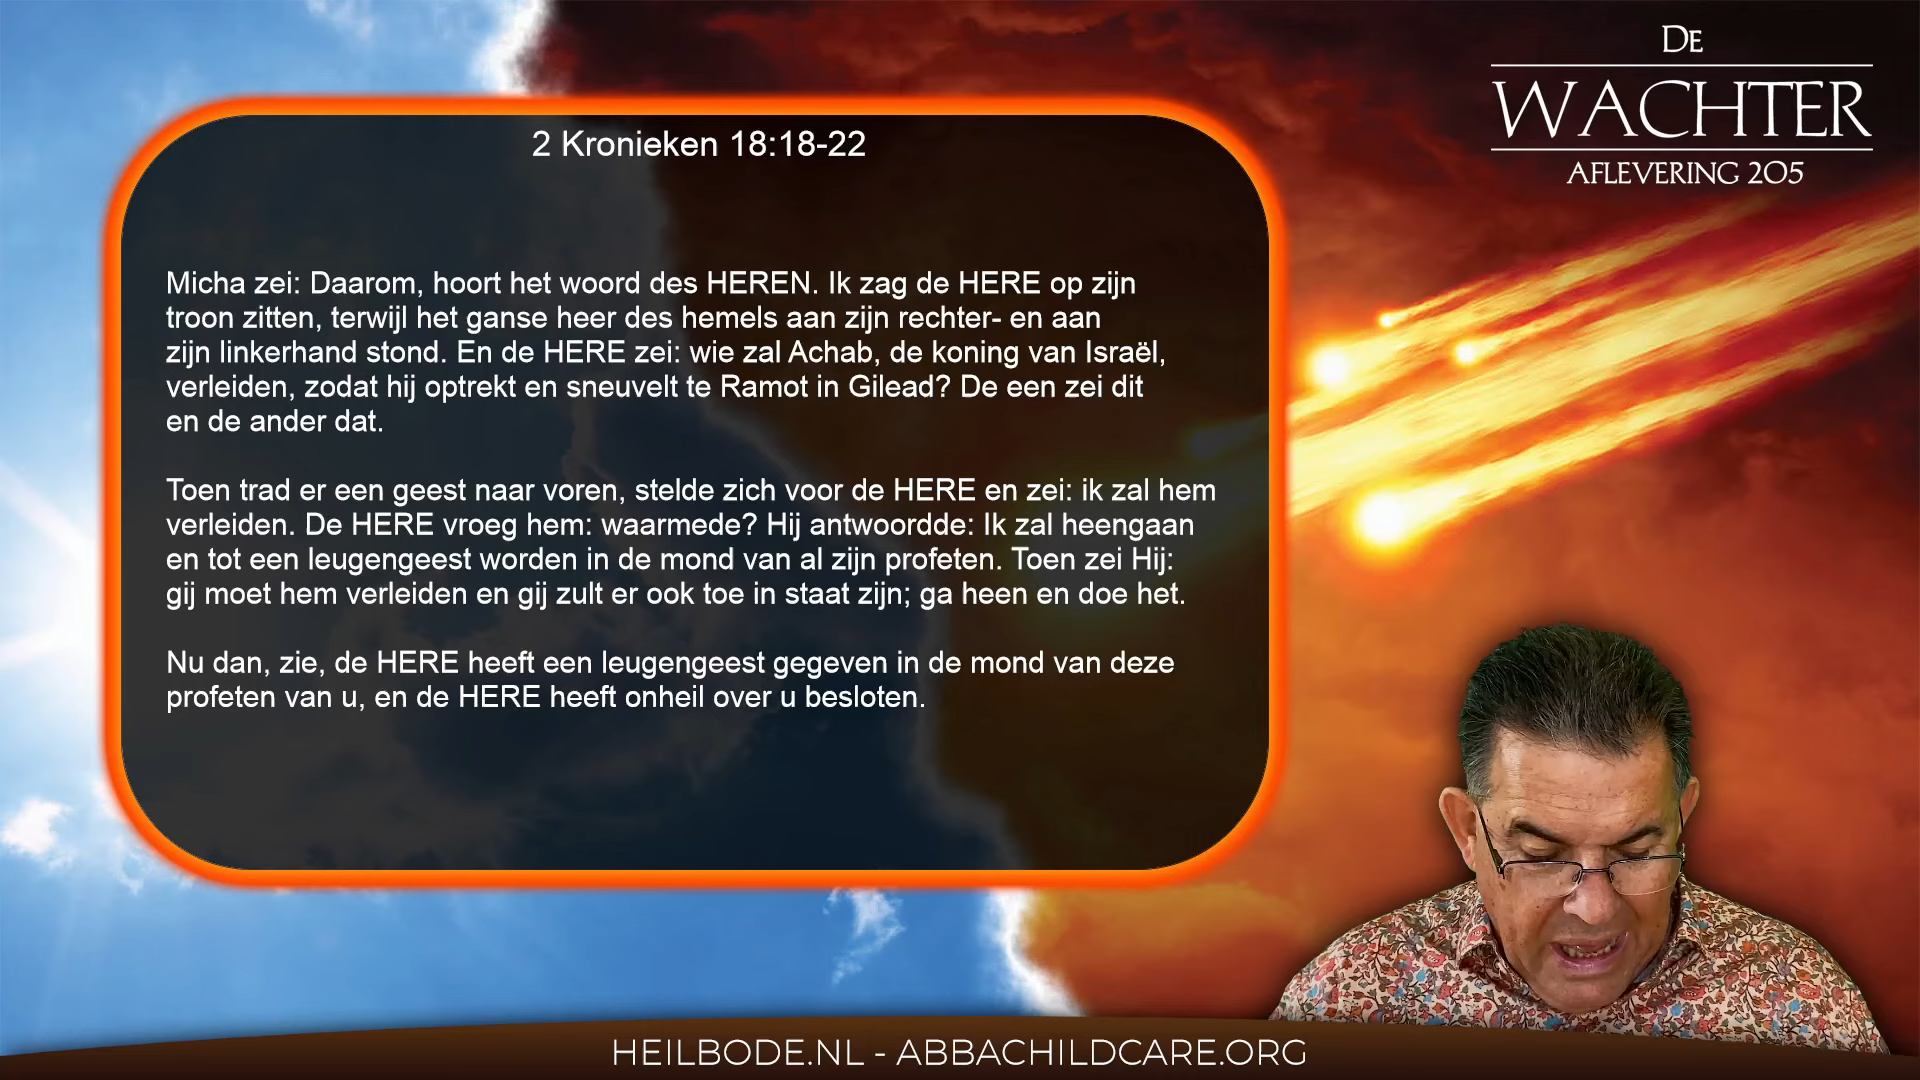 DE
WACHTER
AFLEVERING 205
2 Kronieken 18:18-22
Micha zei: Daarom, hoort het woord des HEREN. Ik zag de HERE op zijn
troon zitten, terwijl het ganse heer des hemels aan zijn rechter- en aan
zijn linkerhand stond. En de HERE zei: wie zal Achab, de koning van Israël,
verleiden, zodat hij optrekt en sneuvelt te Ramot in Gilead? De een zei dit
en de ander dat.
Toen trad er een geest naar voren, stelde zich voor de HERE en zei: ik zal hem
verleiden. De HERE vroeg hem: waarmede? Hij antwoordde: Ik zal heengaan
en tot een leugengeest worden in de mond van al zijn profeten. Toen zei Hij:
gij moet hem verleiden en gij zult er ook toe in staat zijn; ga heen en doe het.
Nu dan, zie, de HERE heeft een leugengeest gegeven in de mond van deze
profeten van u, en de HERE heeft onheil over u besloten.
HEILBODE.NL - ABBACHILDCARE.ORG